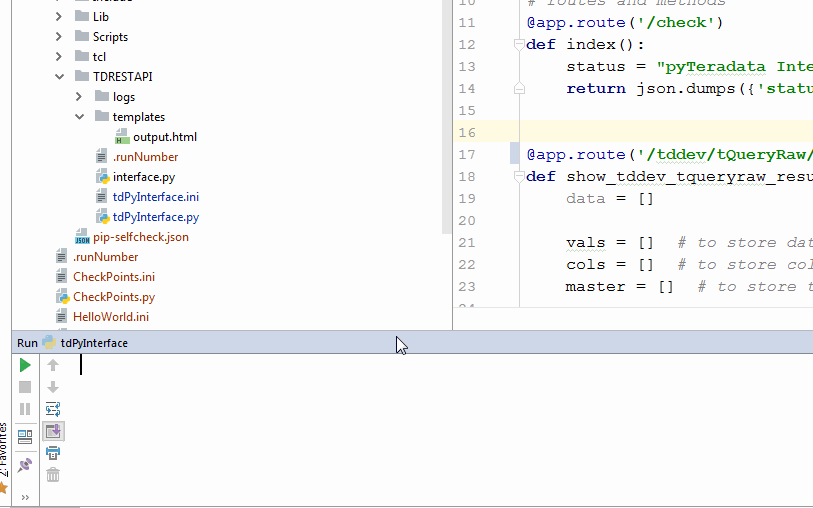 Include
Lib
Scripts
tcl
TDRESTAPI
logs
templates
output.html
.runNumber
interface.py
tdPyInterface.ini
tdPyInterface.py
pip-selfcheck.json
.runNumber
CheckPoints.ini
CheckPoints.py
HelloWorld.ini
10 # routes and methods
11 @app.route('/check')
12 def index():
13 status = "pyTeradata Inte
14 return json.dumps({'statu
15
16
17 @app.route('/tddev/tQueryRaw/
18 def show_tddev_tqueryraw_resu
19 data = []
20
21 vals = [] # to store dat
22 cols = [] # to store col
23 master = [] # to store t
24
Run tdPyInterface
2: Favorites